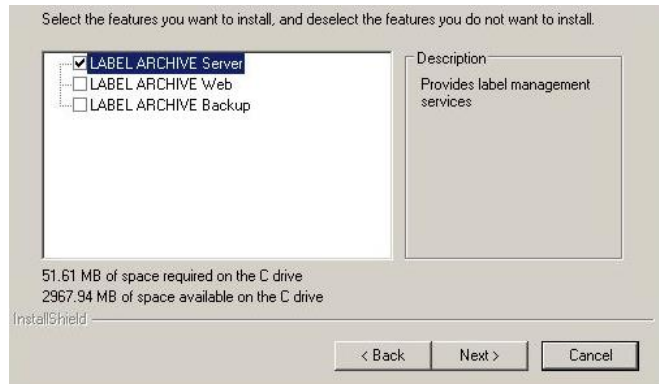 Select the features you want to install, and deselect the features you do not want to install.
LABEL ARCHIVE Server
LABEL ARCHIVE Web
LABEL ARCHIVE Backup
Description
Provides label management
services
51.61 MB of space required on the C drive
2967.94 MB of space available on the C drive
InstallShield
< Back
Next >
Cancel